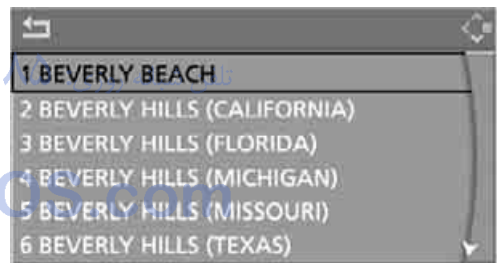 1 BEVERLY BEACH
2 BEVERLY HILLS (CALIFORNIA)
3 BEVERLY HILLS (FLORIDA)
4 BEVERLY HILLS (MICHIGAN)
5 BEVERLY HILLS (MISSOURI)
6 BEVERLY HILLS (TEXAS)